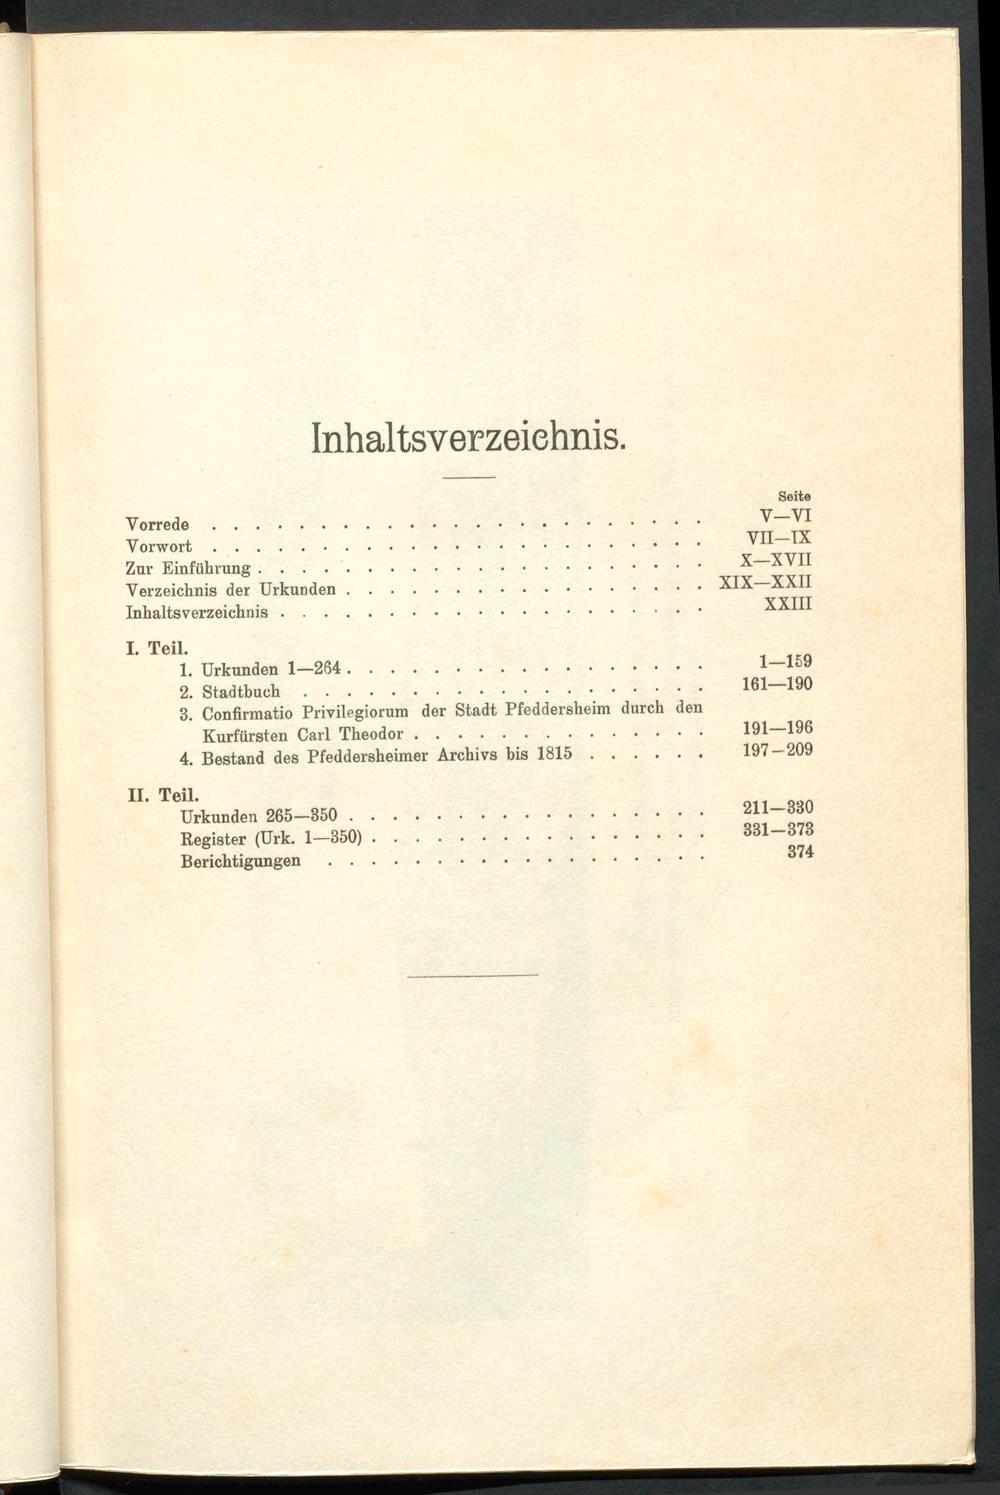 Inhaltsverzeichnis.
Seite
Vorrede . . . . . . . . . . . . . . . . . . . . . . . V—VI
Vorwort . . . . . . . . . . . . . . . . . . . . . . . VII—IX
Zur Einführung . . . . . . . . . . . . . . . . . . . . . X—XVII
Verzeichnis der Urkunden . . . . . . . . . . . . . . . . . XIX—XXII
Inhaltsverzeichnis . . . . . . . . . . . . . . . . . . . . XXIII
I. Teil.
1. Urkunden 1—264 . . . . . . . . . . . . . . . . . 1—159
2. Stadtbuch . . . . . . . . . . . . . . . . . . . 161—190
3. Confirmatio Privilegiorum der Stadt Pfeddersheim durch den
Kurfürsten Carl Theodor . . . . . . . . . . . . . . 191—196
4. Bestand des Pfeddersheimer Archivs bis 1815 . . . . . . 197—209
II. Teil.
Urkunden 265—350 . . . . . . . . . . . . . . . . . 211—330
Register (Urk. 1—350) . . . . . . . . . . . . . . . . 331—373
Berichtigungen . . . . . . . . . . . . . . . . . . 374